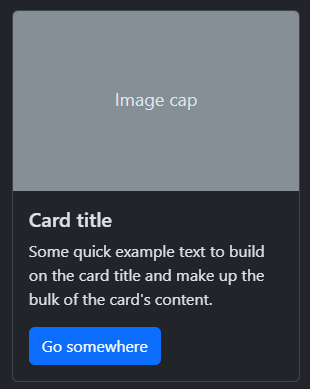 Image cap
Card title
Some quick example text to build
on the card title and make up the
bulk of the card's content.
Go somewhere